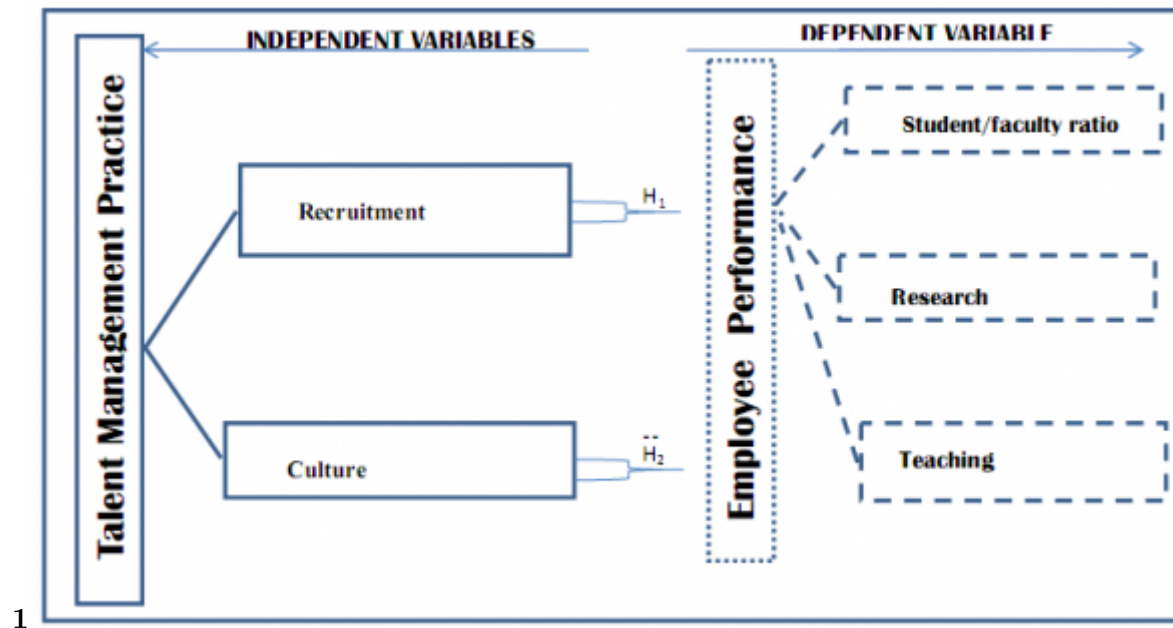 INDEPENDENT VARIABLES
DEPENDENT VARIABLE
Talent Management Practice
Recruitment
H1
Culture
H2
Employee Performance
Student/faculty ratio
Research
Teaching
1